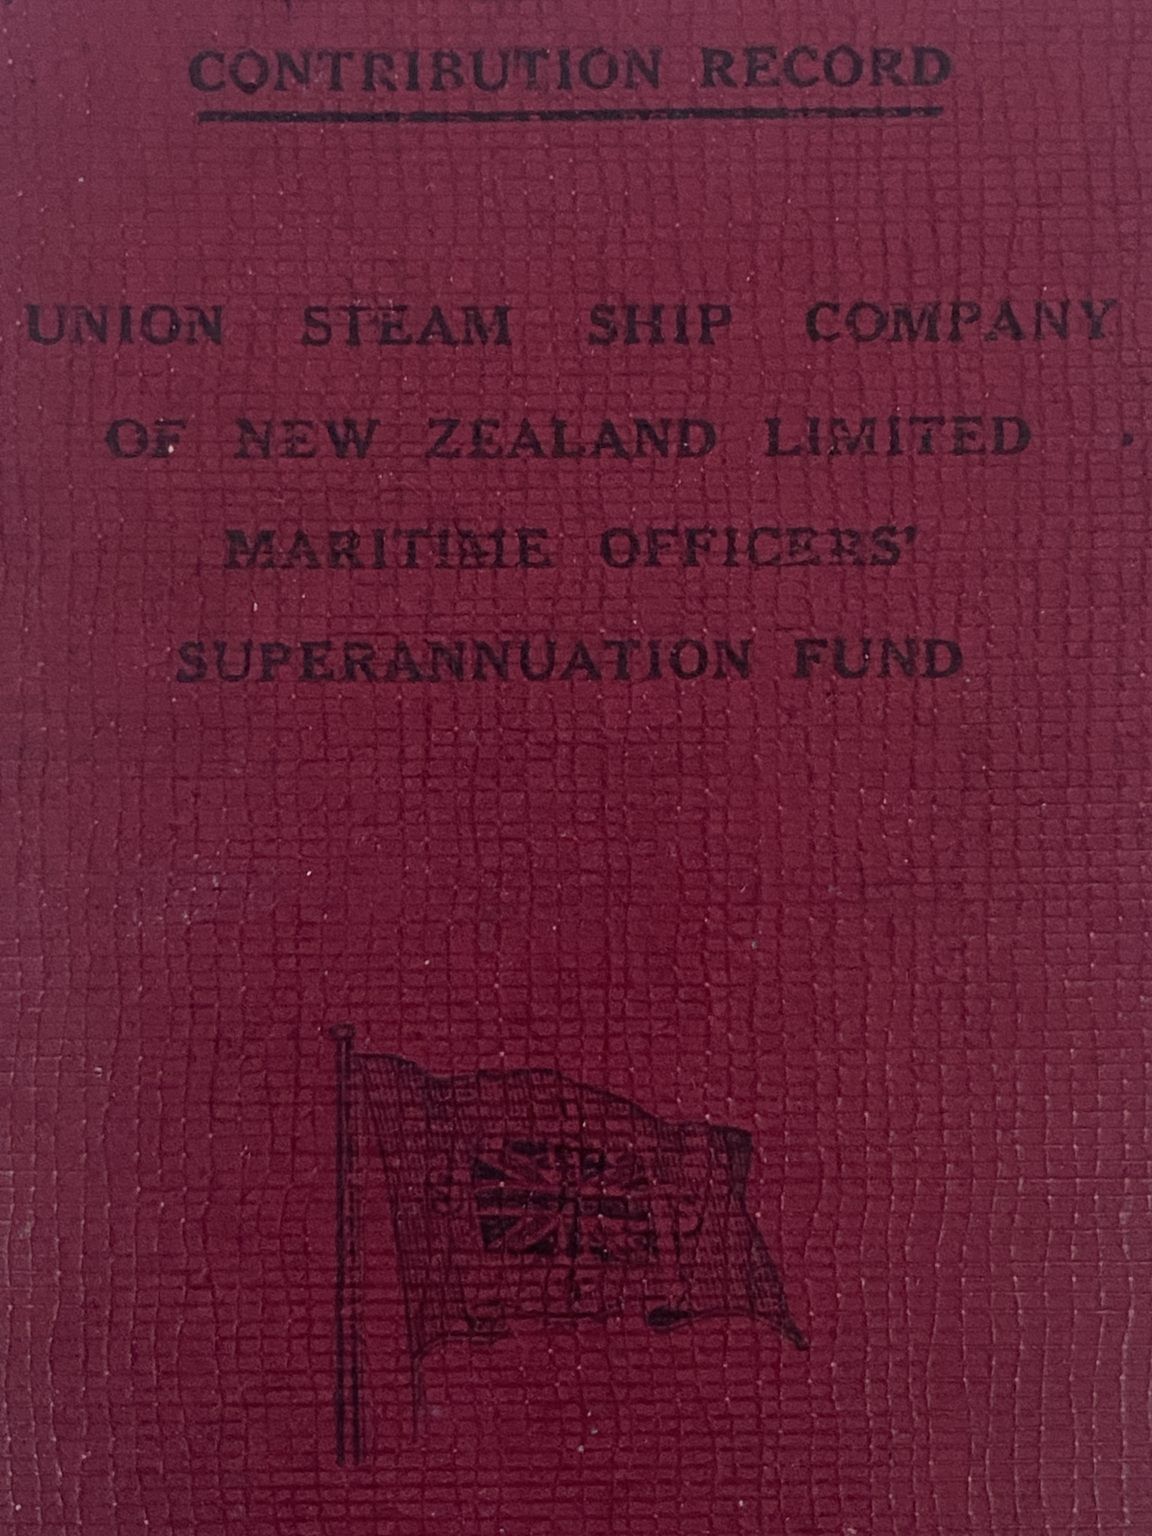 CONTRIBUTION RECORD
UNION STEAM SHIP COMPANY
OF NEW ZEALAND LIMITED
MARITIME OFFICERS'
SUPERANNUATION FUND